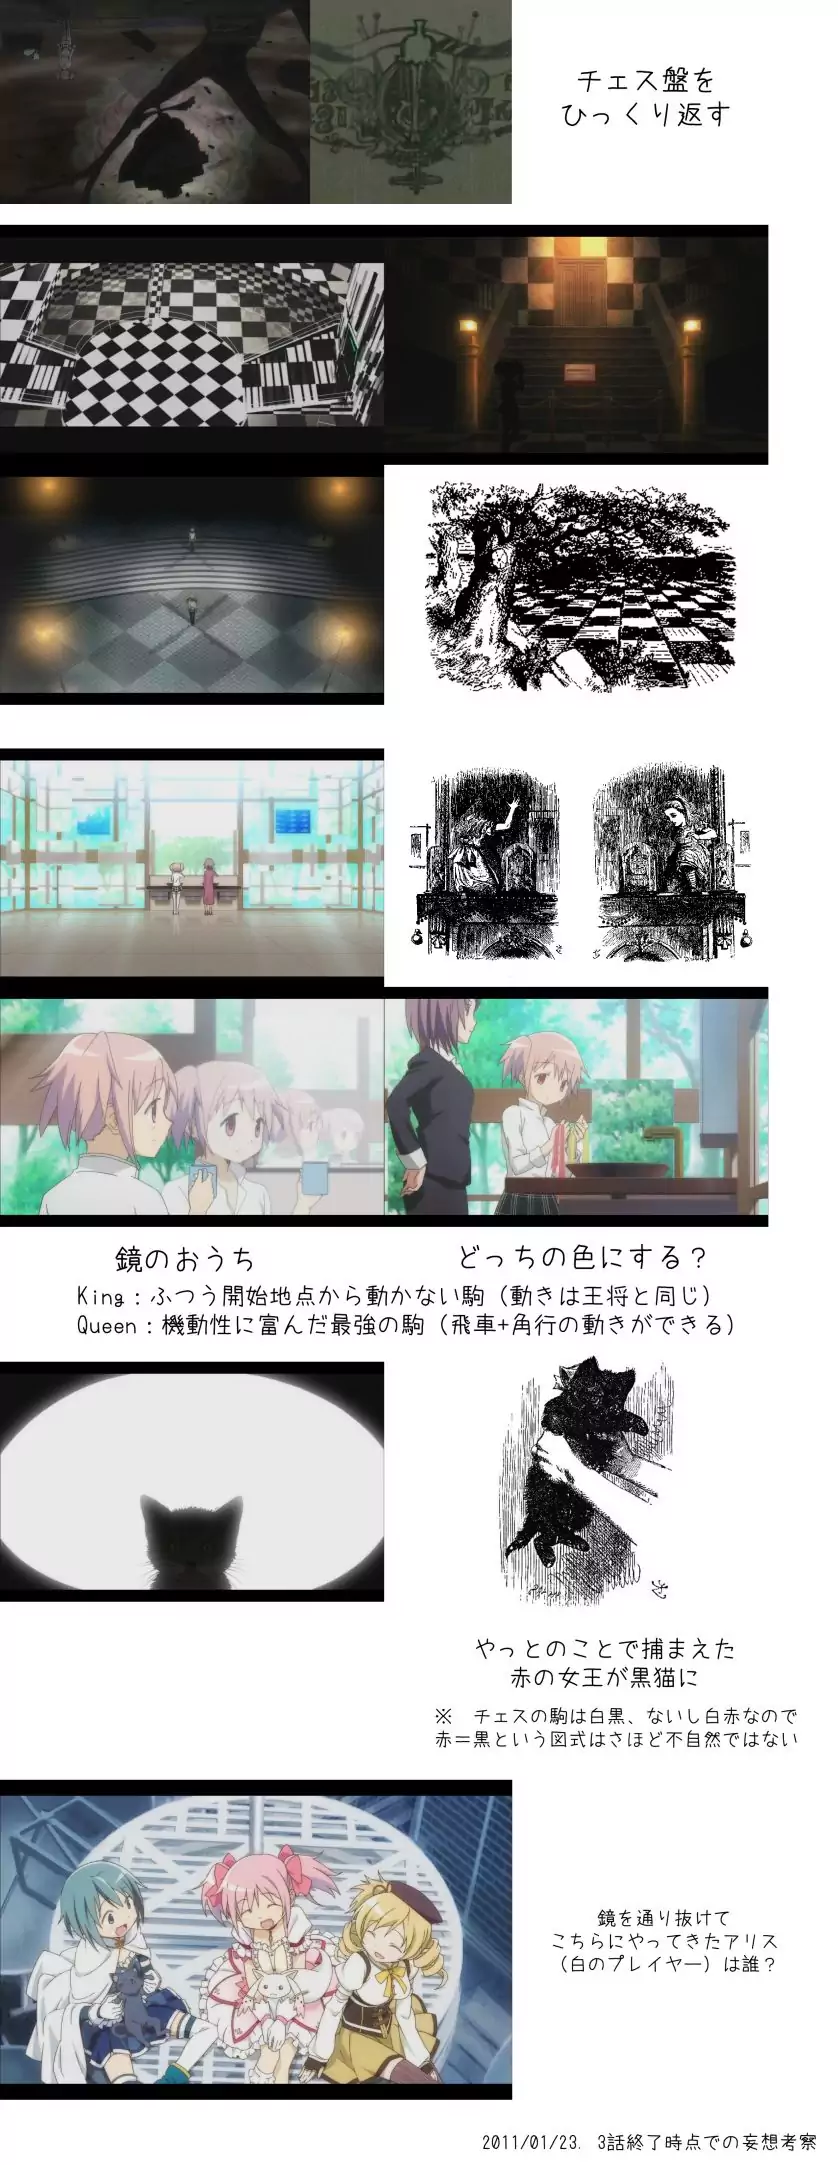 チェス盤を
ひっくり返す
鏡のおうち
どっちの色にする?
King:ふつう開始地点から動かない駒(動きは王将と同じ)
Queen:機動性に富んだ最強の駒(飛車+角行の動きができる)
やっとのことで捕まえた
赤の女王が黒猫に
※ チェスの駒は白黒、ないし白赤なので
赤=黒という図式はさほど不自然ではない
鏡を通り抜けて
こちらにやってきたアリス
(白のプレイヤー)は誰?
2011/01/23. 3話終了時点での妄想考察